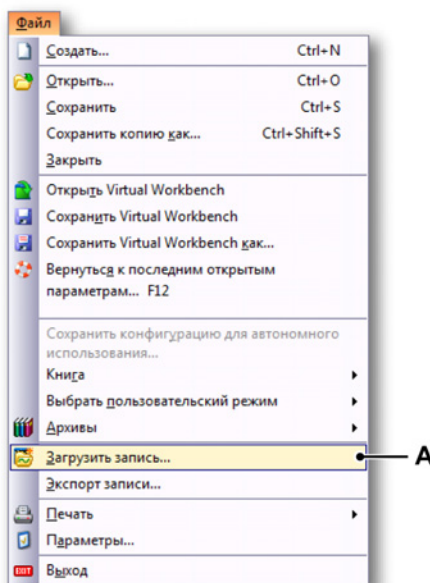 Файл
Создать... Ctrl+N
Открыть... Ctrl+O
Сохранить Ctrl+S
Сохранить копию как... Ctrl+Shift+S
Закрыть
Открыть Virtual Workbench
Сохранить Virtual Workbench
Сохранить Virtual Workbench как...
Вернуться к последним открытым
параметрам... F12
Сохранить конфигурацию для автономного
использования...
Книга
Выбрать пользовательский режим
Архивы
Загрузить запись... A
Экспорт записи...
Печать
Параметры...
EXIT Выход